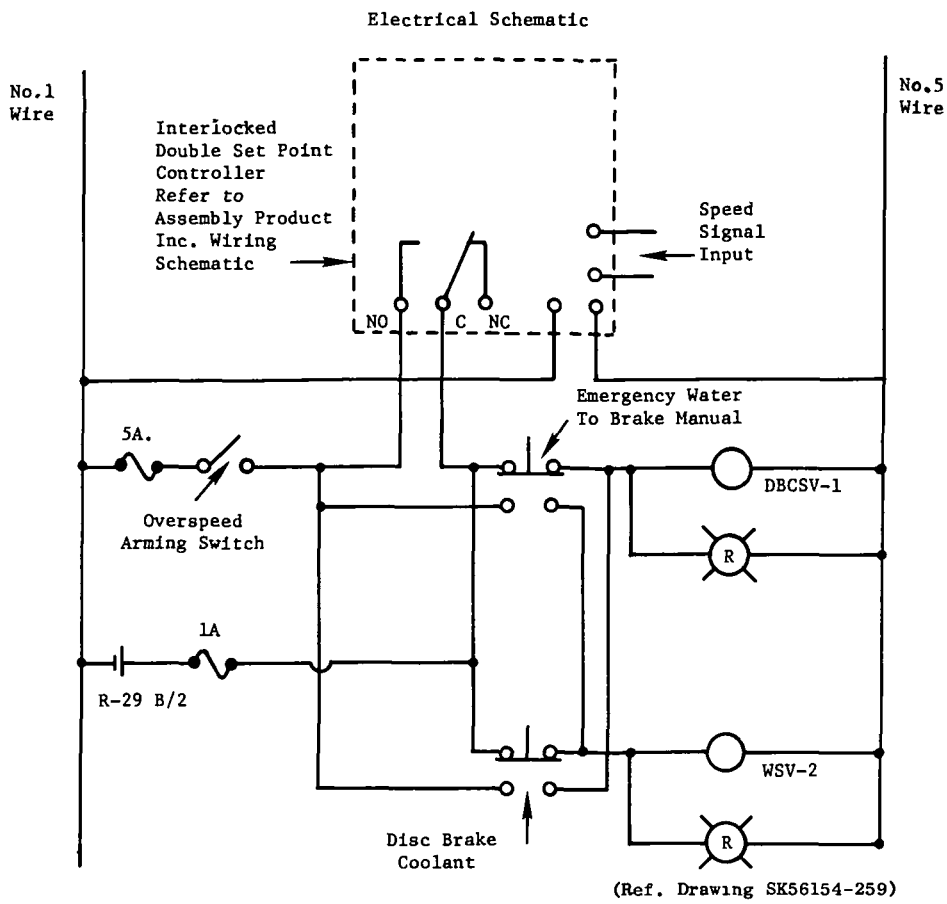 Electrical Schematic
No.1
Wire
No.5
Wire
Interlocked
Double Set Point
Controller
Refer to
Assembly Product
Inc. Wiring
Schematic
Speed
Signal
Input
NO
C
NC
Emergency Water
To Brake Manual
5A.
Overspeed
Arming Switch
DBCSV-1
R
1A
R-29 B/2
WSV-2
Disc Brake
Coolant
R
(Ref. Drawing SK56154-259)